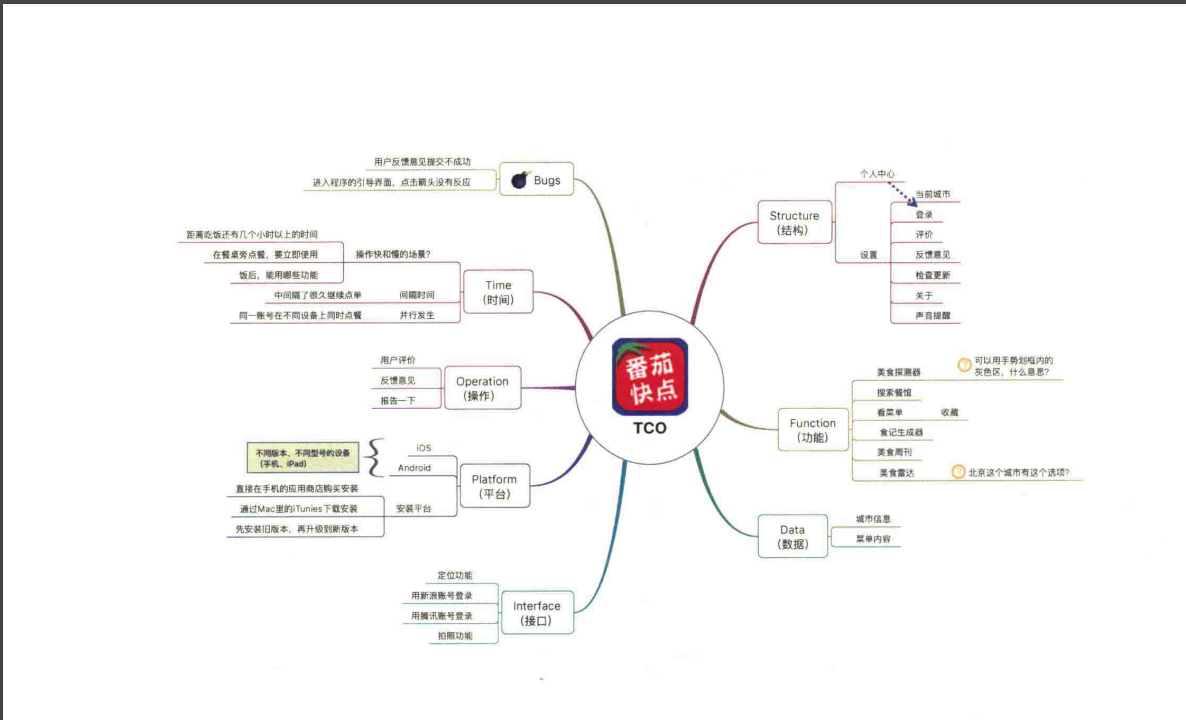 用户反馈意见提交不成功
进入程序的引导界面，点击箭头没有反应
Bugs
距离吃饭还有几个小时以上的时间
在餐桌旁点餐，要立即使用
饭后，能用哪些功能
操作快和慢的场景？
中间隔了很久继续点单
间隔时间
同一账号在不同设备上同时点餐
并行发生
Time
（时间）
用户评价
反馈意见
报告一下
Operation
（操作）
不同版本、不同型号的设备
（手机、iPad）
iOS
Android
直接在手机的应用商店购买安装
通过Mac里的iTunies下载安装
先安装旧版本，再升级到新版本
安装平台
Platform
（平台）
定位功能
用新浪账号登录
用腾讯账号登录
拍照功能
Interface
（接口）
番茄
快点
TCO
Structure
（结构）
个人中心
设置
当前城市
登录
评价
反馈意见
检查更新
关于
声音提醒
Function
（功能）
美食探测器
可以用手势划框内的
灰色区，什么意思？
搜索餐馆
看菜单
收藏
食记生成器
美食周刊
美食雷达
北京这个城市有这个选项？
Data
（数据）
城市信息
菜单内容